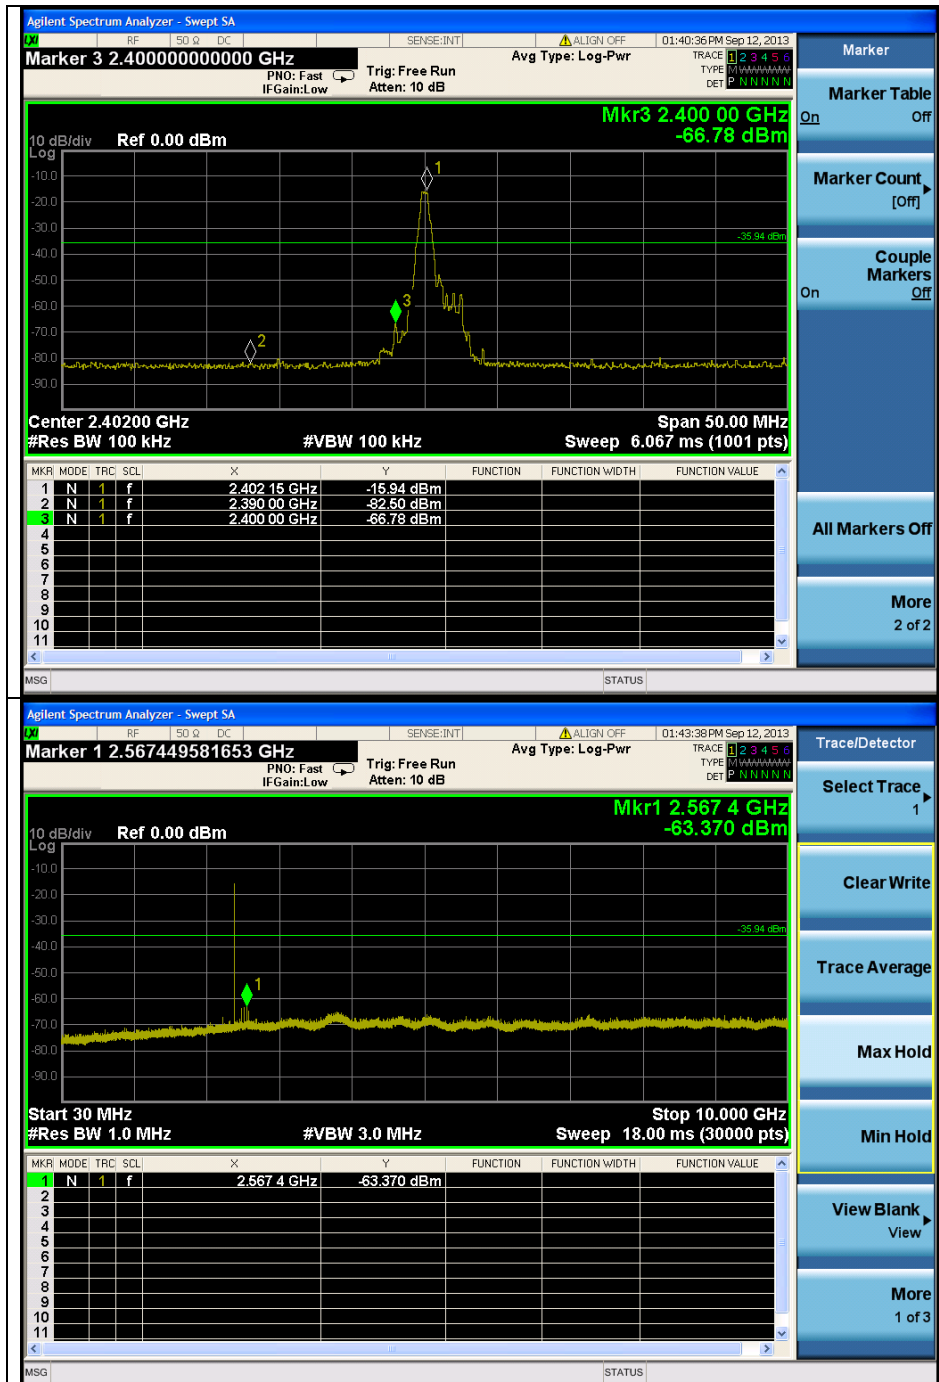 Agilent Spectrum Analyzer - Swept SA
LXI RF 50 Ω DC SENSE:INT ALIGN OFF 01:40:36 PM Sep 12, 2013
Marker 3 2.400000000000 GHz
PNO: Fast
IFGain:Low
Trig: Free Run
Atten: 10 dB
Avg Type: Log-Pwr
TRACE 1 2 3 4 5 6
TYPE M
DET P N N N N N
Mkr3 2.400 00 GHz
-66.78 dBm
10 dB/div Ref 0.00 dBm
Log
-10.0
-20.0
-30.0
-40.0
-50.0
-60.0
-70.0
-80.0
-90.0
1
2
3
-35.94 dBm
Center 2.40200 GHz Span 50.00 MHz
#Res BW 100 kHz #VBW 100 kHz Sweep 6.067 ms (1001 pts)
MKR MODE TRC SCL X Y FUNCTION FUNCTION WIDTH FUNCTION VALUE
1 N 1 f 2.402 15 GHz -15.94 dBm
2 N 1 f 2.390 00 GHz -82.50 dBm
3 N 1 f 2.400 00 GHz -66.78 dBm
4
5
6
7
8
9
10
11
MSG STATUS
Marker
Marker Table
On Off
Marker Count
[Off]
Couple
Markers
On Off
All Markers Off
More
2 of 2
Agilent Spectrum Analyzer - Swept SA
LXI RF 50 Ω DC SENSE:INT ALIGN OFF 01:43:38 PM Sep 12, 2013
Marker 1 2.567449581653 GHz
PNO: Fast
IFGain:Low
Trig: Free Run
Atten: 10 dB
Avg Type: Log-Pwr
TRACE 1 2 3 4 5 6
TYPE M
DET P N N N N N
Mkr1 2.567 4 GHz
-63.370 dBm
10 dB/div Ref 0.00 dBm
Log
-10.0
-20.0
-30.0
-40.0
-50.0
-60.0
-70.0
-80.0
-90.0
1
-35.94 dBm
Start 30 MHz Stop 10.000 GHz
#Res BW 1.0 MHz #VBW 3.0 MHz Sweep 18.00 ms (30000 pts)
MKR MODE TRC SCL X Y FUNCTION FUNCTION WIDTH FUNCTION VALUE
1 N 1 f 2.567 4 GHz -63.370 dBm
2
3
4
5
6
7
8
9
10
11
MSG STATUS
Trace/Detector
Select Trace
1
Clear Write
Trace Average
Max Hold
Min Hold
View Blank
View
More
1 of 3